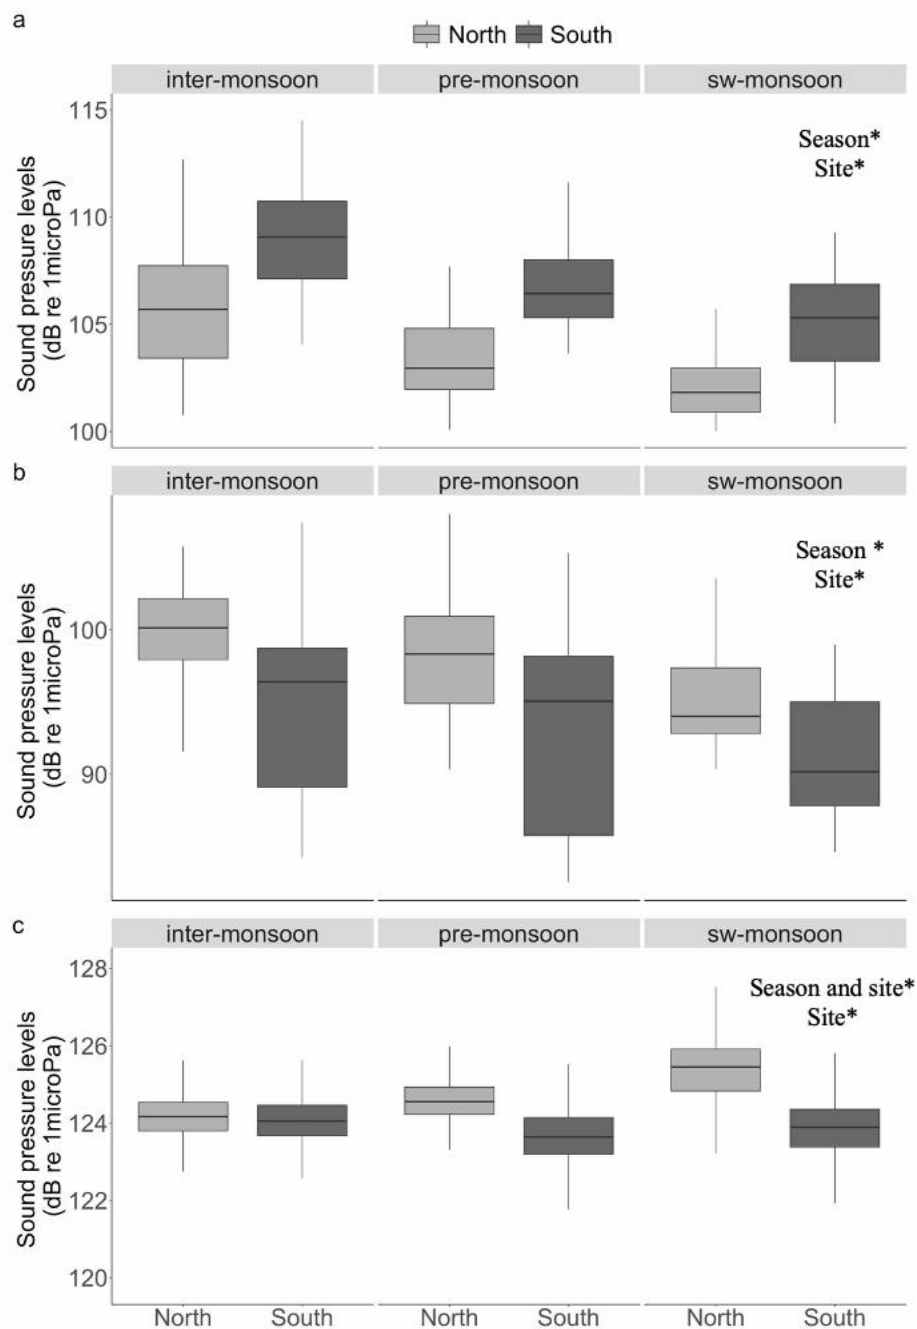 a
North South
inter-monsoon pre-monsoon sw-monsoon
115
110
105
100
Sound pressure levels
(dB re 1microPa)
Season*
Site*
b
inter-monsoon pre-monsoon sw-monsoon
100
90
Sound pressure levels
(dB re 1microPa)
Season *
Site*
c
inter-monsoon pre-monsoon sw-monsoon
128
126
124
122
120
Sound pressure levels
(dB re 1microPa)
Season and site*
Site*
North South North South North South